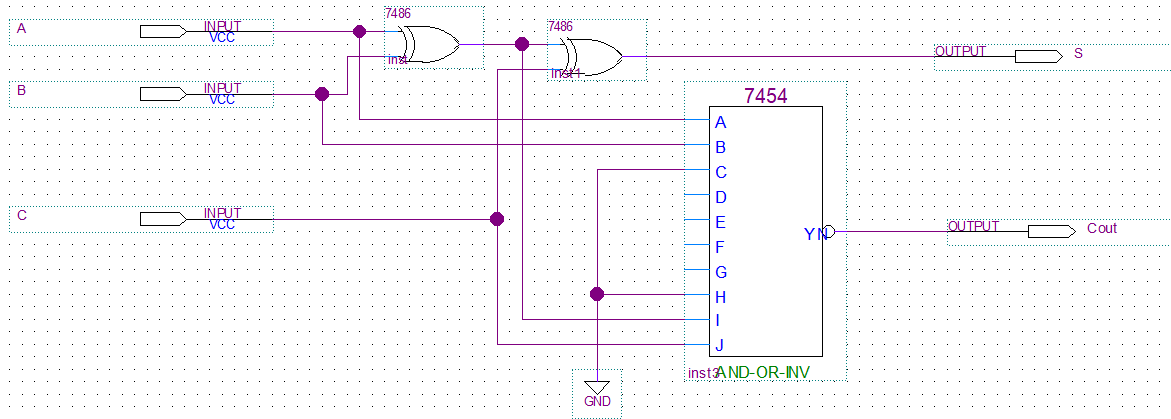 A
INPUT
VCC
7486
inst
7486
inst1
OUTPUT
S
B
INPUT
VCC
7454
A
B
C
D
E
F
G
H
I
J
YN
inst3
AND-OR-INV
C
INPUT
VCC
OUTPUT
Cout
GND